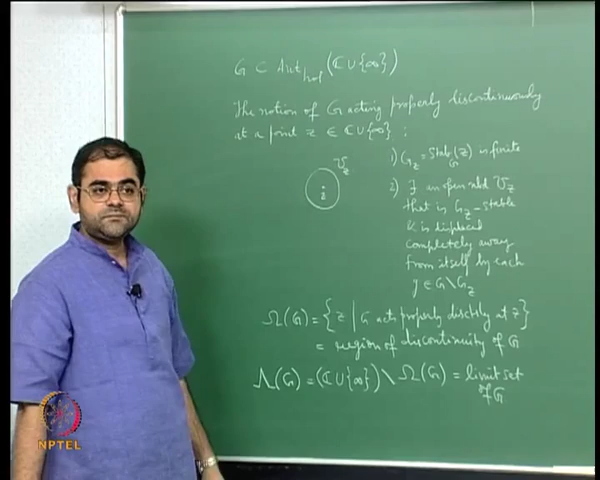 G ⊂ Aut_hol (ℂ ∪ {∞})
The notion of G acting properly discontinuously
at a point z ∈ ℂ ∪ {∞} :
U_z
z
1) G_z = Stab_G(z) is finite
2) ∃ an open nbd U_z
that is G_z-stable
& is displaced
completely away
from itself by each
g ∈ G \ G_z
Ω(G) = {z | G acts properly disctsly at z}
= region of discontinuity of G
Λ(G) = (ℂ ∪ {∞}) \ Ω(G) = limit set
of G
NPTEL